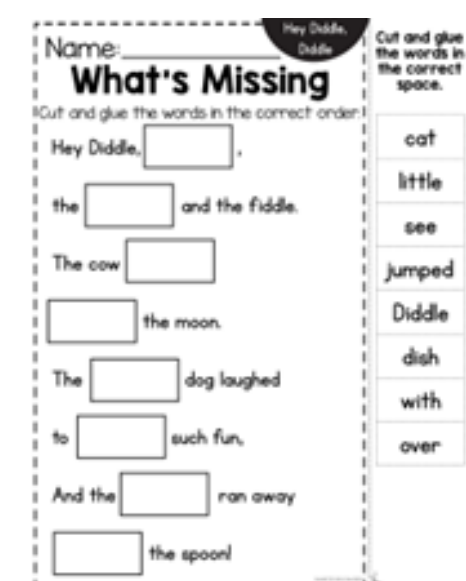 Hey Diddle,
Diddle
Name:
What's Missing
Cut and glue the words in the correct order.
Hey Diddle, ,
the and the fiddle.
The cow
the moon.
The dog laughed
to such fun,
And the ran away
the spoon!
Cut and glue
the words in
the correct
space.
cat
little
see
jumped
Diddle
dish
with
over